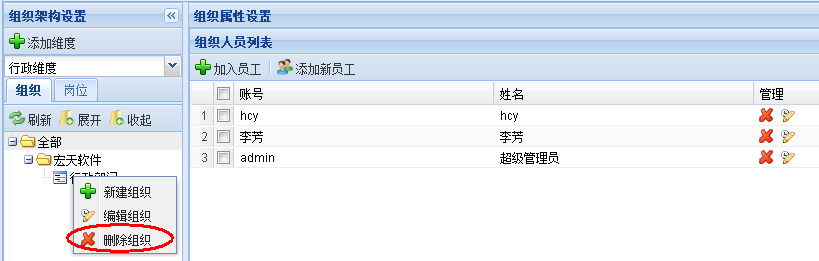 组织架构设置
添加维度
行政维度
组织 岗位
刷新 展开 收起
全部
宏天软件
新建组织
编辑组织
删除组织
组织属性设置
组织人员列表
加入员工 添加新员工
账号 姓名 管理
1 hcy hcy
2 李芳 李芳
3 admin 超级管理员